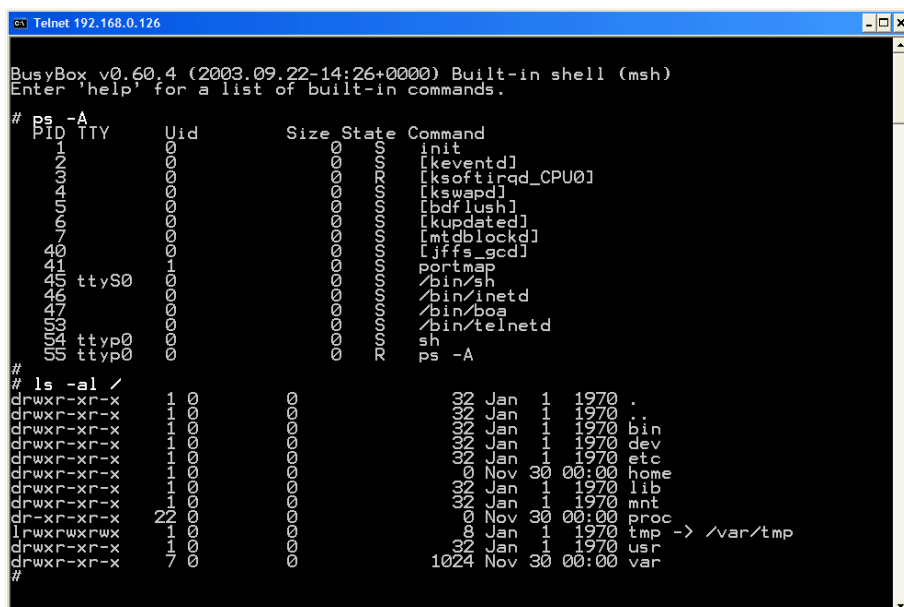 Telnet 192.168.0.126
BusyBox v0.60.4 (2003.09.22-14:26+0000) Built-in shell (msh)
Enter 'help' for a list of built-in commands.
# ps -A
PID TTY Uid Size State Command
1 0 0 S init
2 0 0 S [keventd]
3 0 0 R [ksoftirqd_CPU0]
4 0 0 S [kswapd]
5 0 0 S [bdflush]
6 0 0 S [kupdated]
7 0 0 S [mtdblockd]
40 0 0 S [jffs_gcd]
41 1 0 S portmap
45 ttyS0 0 0 S /bin/sh
46 0 0 S /bin/inetd
47 0 0 S /bin/boa
53 0 0 S /bin/telnetd
54 ttyp0 0 0 S sh
55 ttyp0 0 0 R ps -A
#
# ls -al /
drwxr-xr-x 1 0 0 32 Jan 1 1970 .
drwxr-xr-x 1 0 0 32 Jan 1 1970 ..
drwxr-xr-x 1 0 0 32 Jan 1 1970 bin
drwxr-xr-x 1 0 0 32 Jan 1 1970 dev
drwxr-xr-x 1 0 0 32 Jan 1 1970 etc
drwxr-xr-x 1 0 0 0 Nov 30 00:00 home
drwxr-xr-x 1 0 0 32 Jan 1 1970 lib
drwxr-xr-x 1 0 0 32 Jan 1 1970 mnt
dr-xr-xr-x 22 0 0 0 Nov 30 00:00 proc
lrwxrwxrwx 1 0 0 8 Jan 1 1970 tmp -> /var/tmp
drwxr-xr-x 1 0 0 32 Jan 1 1970 usr
drwxr-xr-x 7 0 0 1024 Nov 30 00:00 var
#